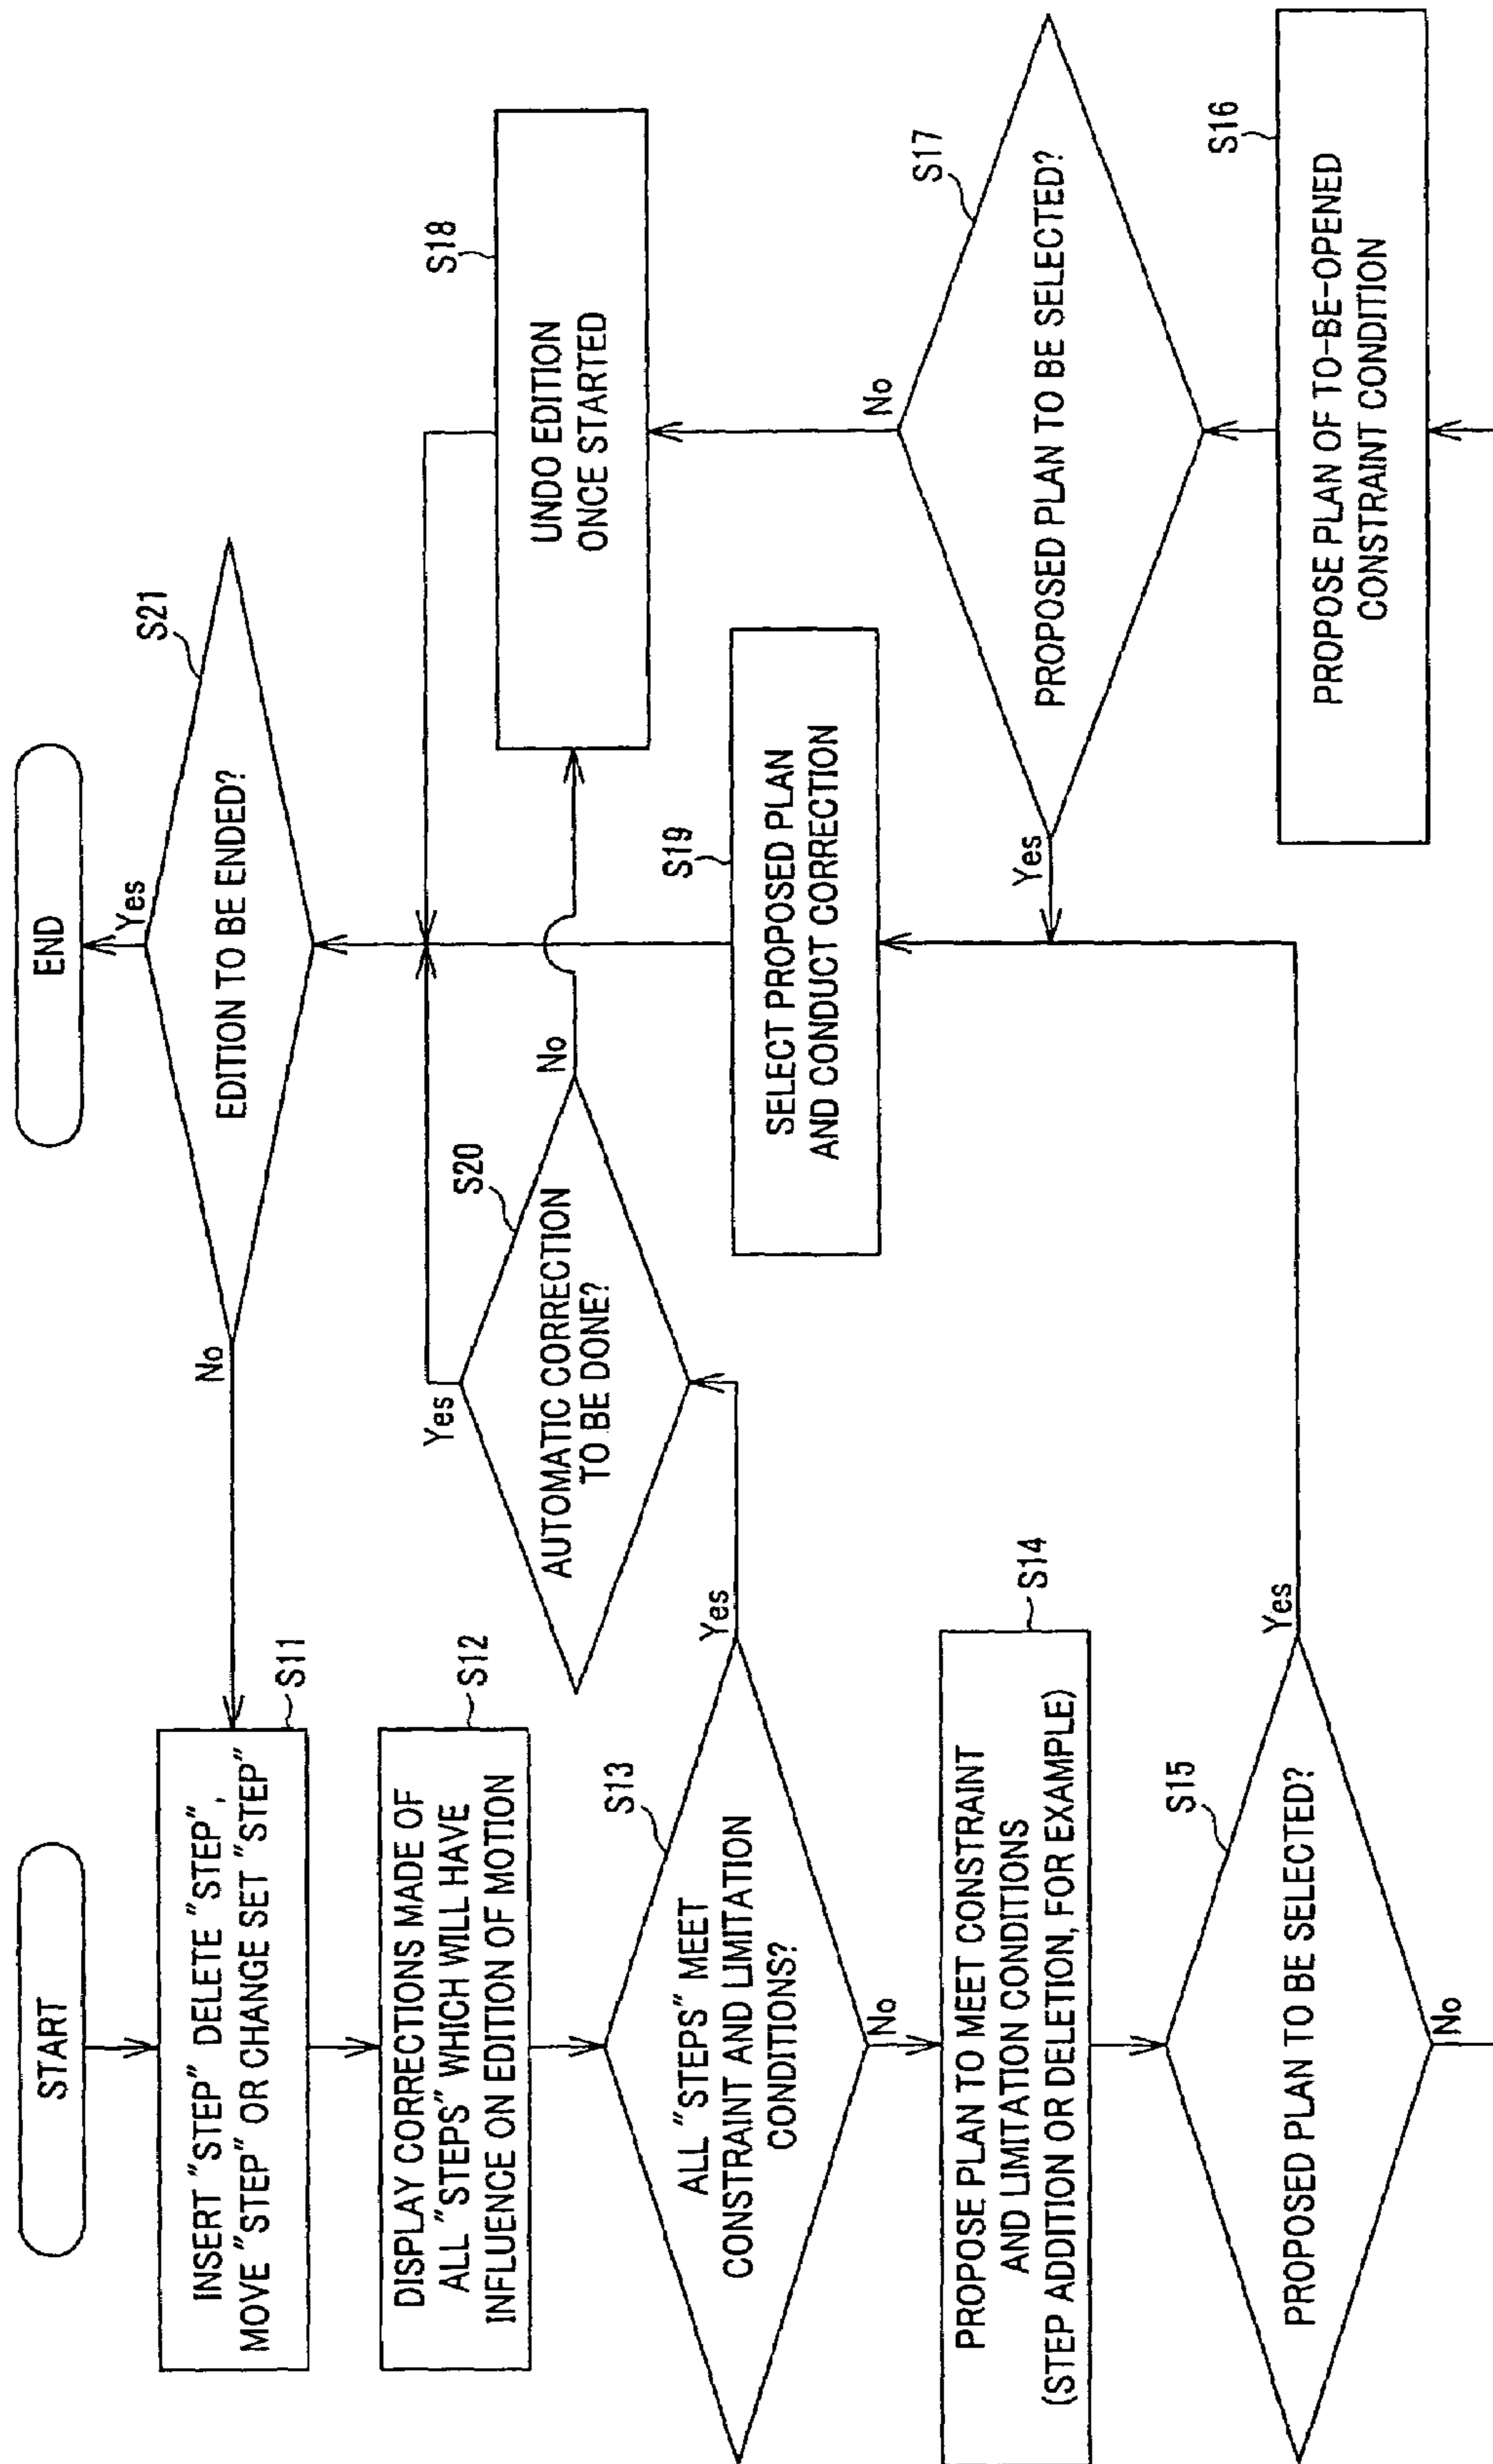 START
INSERT "STEP" DELETE "STEP",
MOVE "STEP" OR CHANGE SET "STEP"
S11
DISPLAY CORRECTIONS MADE OF
ALL "STEPS" WHICH WILL HAVE
INFLUENCE ON EDITION OF MOTION
S12
ALL "STEPS" MEET
CONSTRAINT AND LIMITATION
CONDITIONS?
S13
Yes
No
PROPOSE PLAN TO MEET CONSTRAINT
AND LIMITATION CONDITIONS
(STEP ADDITION OR DELETION, FOR EXAMPLE)
S14
PROPOSED PLAN TO BE SELECTED?
S15
Yes
No
END
EDITION TO BE ENDED?
S21
Yes
No
AUTOMATIC CORRECTION
TO BE DONE?
S20
Yes
No
SELECT PROPOSED PLAN
AND CONDUCT CORRECTION
S19
UNDO EDITION
ONCE STARTED
S18
PROPOSED PLAN TO BE SELECTED?
S17
No
Yes
PROPOSE PLAN OF TO-BE-OPENED
CONSTRAINT CONDITION
S16